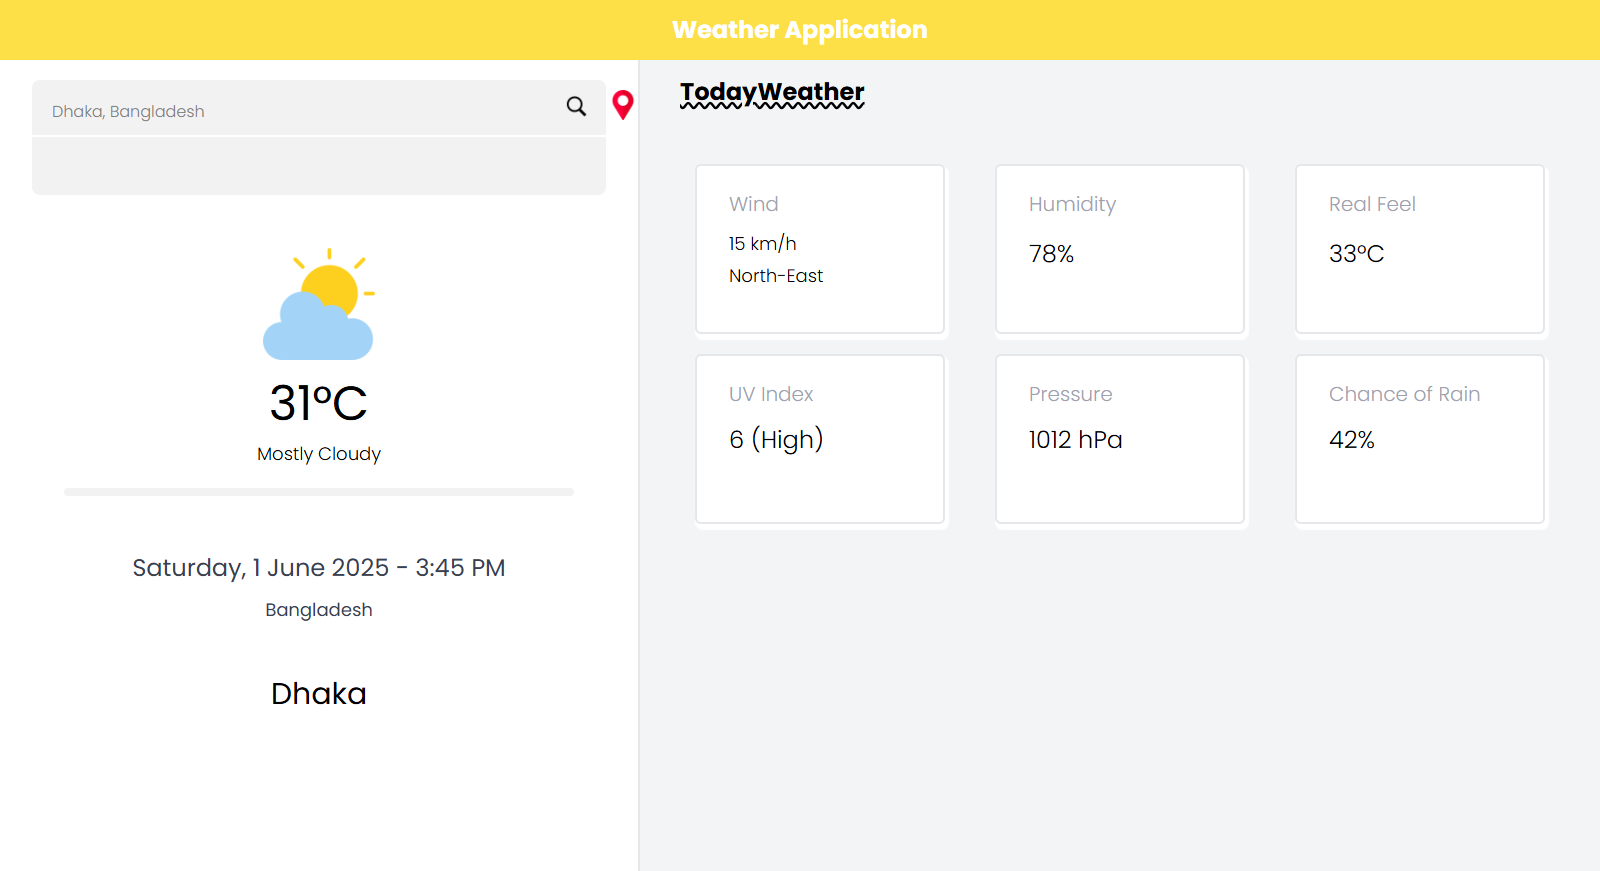 Weather Application
Dhaka, Bangladesh
31°C
Mostly Cloudy
Saturday, 1 June 2025 - 3:45 PM
Bangladesh
Dhaka
TodayWeather
Wind
15 km/h
North-East
Humidity
78%
Real Feel
33°C
UV Index
6 (High)
Pressure
1012 hPa
Chance of Rain
42%